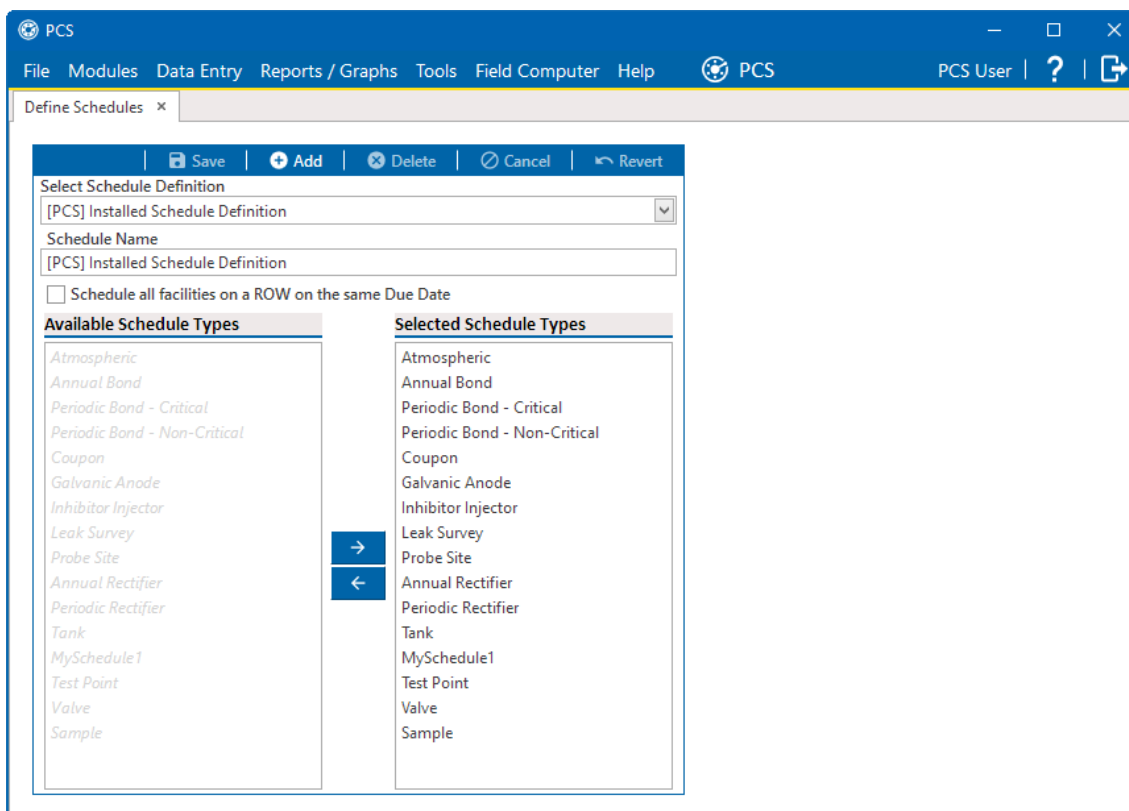 PCS
File Modules Data Entry Reports / Graphs Tools Field Computer Help PCS PCS User | ? |
Define Schedules ×
Save Add Delete Cancel Revert
Select Schedule Definition
[PCS] Installed Schedule Definition
Schedule Name
[PCS] Installed Schedule Definition
Schedule all facilities on a ROW on the same Due Date
Available Schedule Types
Atmospheric
Annual Bond
Periodic Bond - Critical
Periodic Bond - Non-Critical
Coupon
Galvanic Anode
Inhibitor Injector
Leak Survey
Probe Site
Annual Rectifier
Periodic Rectifier
Tank
MySchedule1
Test Point
Valve
Sample
Selected Schedule Types
Atmospheric
Annual Bond
Periodic Bond - Critical
Periodic Bond - Non-Critical
Coupon
Galvanic Anode
Inhibitor Injector
Leak Survey
Probe Site
Annual Rectifier
Periodic Rectifier
Tank
MySchedule1
Test Point
Valve
Sample